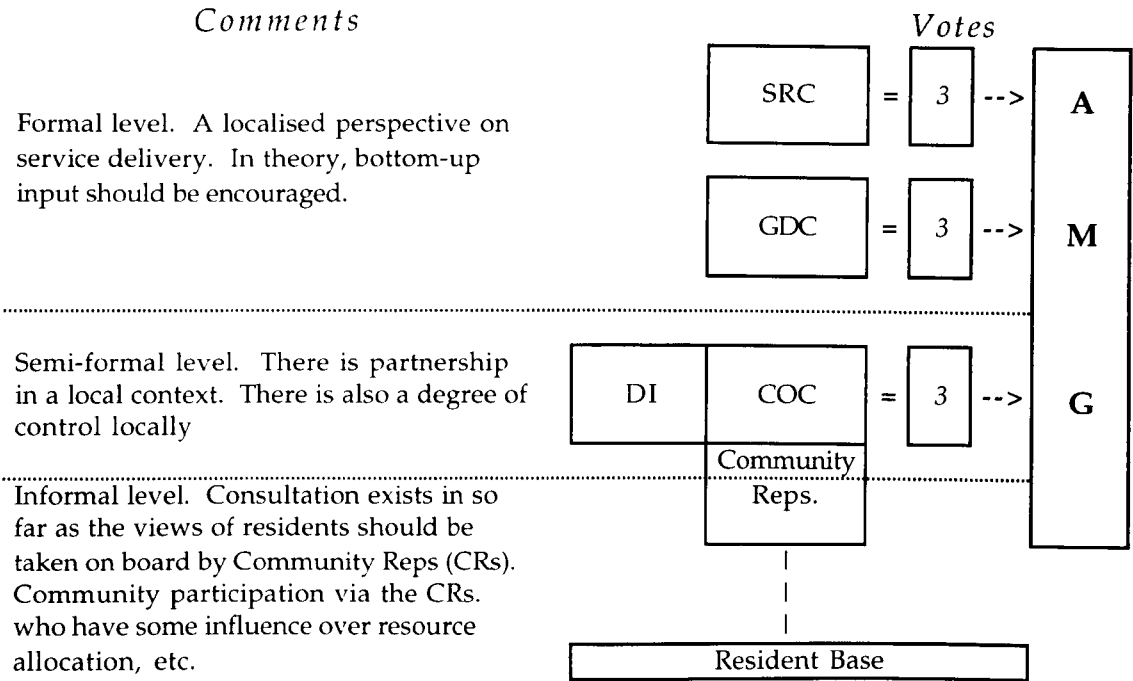 Comments
Votes
SRC = 3 --> A
Formal level. A localised perspective on
service delivery. In theory, bottom-up
input should be encouraged.
GDC = 3 --> M
Semi-formal level. There is partnership
in a local context. There is also a degree of
control locally
DI COC = 3 --> G
Community
Reps.
Informal level. Consultation exists in so
far as the views of residents should be
taken on board by Community Reps (CRs).
Community participation via the CRs.
who have some influence over resource
allocation, etc.
Resident Base